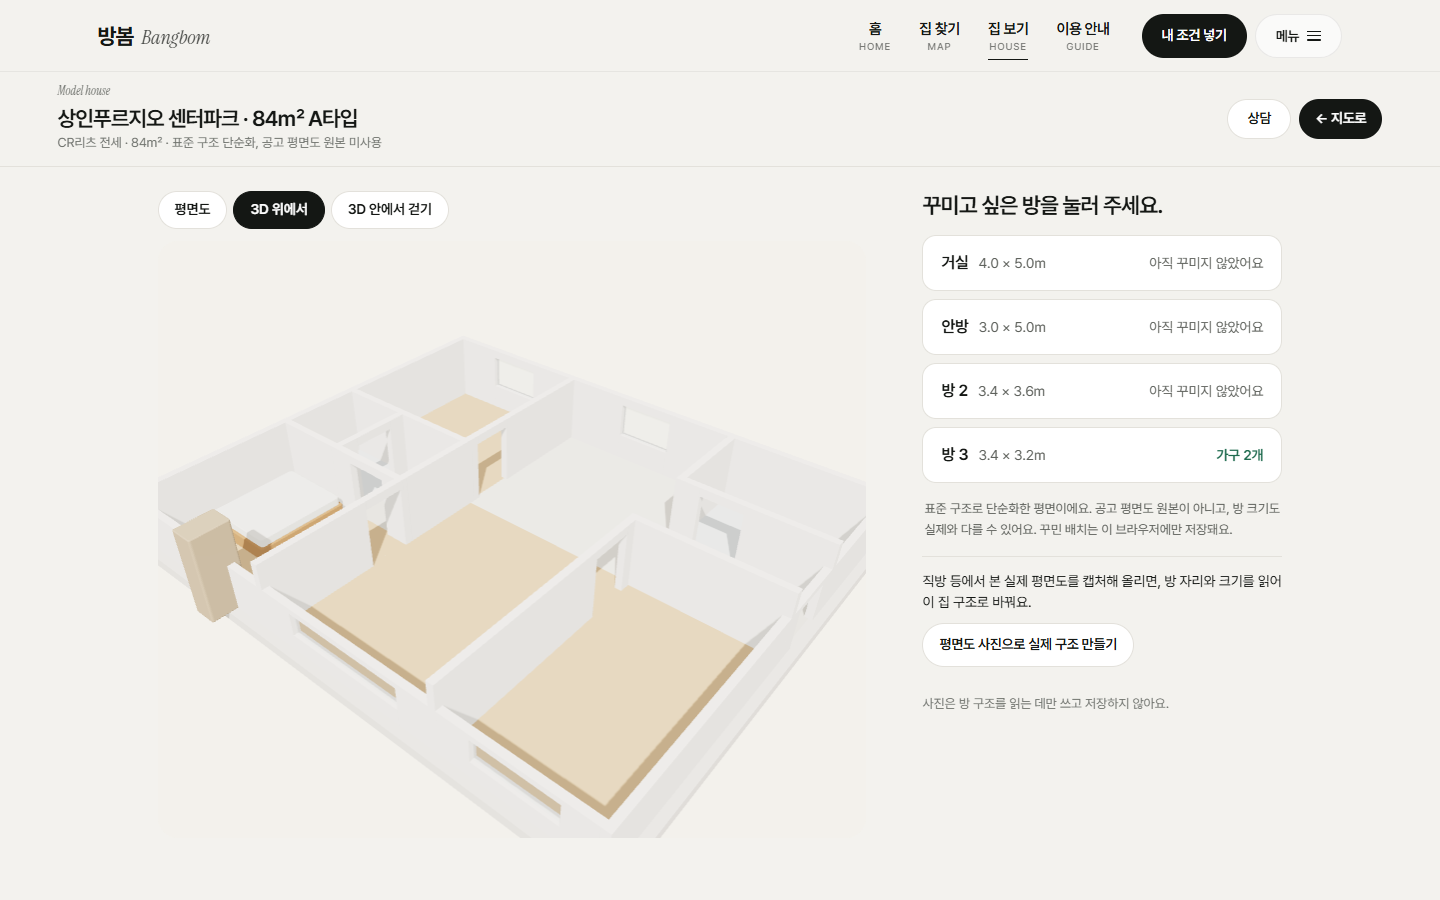 방봄 Bangbom
홈
HOME
집 찾기
MAP
집 보기
HOUSE
이용 안내
GUIDE
내 조건 넣기
메뉴
Model house
상인푸르지오 센터파크 · 84m² A타입
CR리츠 전세 · 84m² · 표준 구조 단순화, 공고 평면도 원본 미사용
상담
← 지도로
평면도
3D 위에서
3D 안에서 걷기
꾸미고 싶은 방을 눌러 주세요.
거실 4.0 × 5.0m 아직 꾸미지 않았어요
안방 3.0 × 5.0m 아직 꾸미지 않았어요
방 2 3.4 × 3.6m 아직 꾸미지 않았어요
방 3 3.4 × 3.2m 가구 2개
표준 구조로 단순화한 평면이에요. 공고 평면도 원본이 아니고, 방 크기도
실제와 다를 수 있어요. 꾸민 배치는 이 브라우저에만 저장돼요.
직방 등에서 본 실제 평면도를 캡처해 올리면, 방 자리와 크기를 읽어
이 집 구조로 바꿔요.
평면도 사진으로 실제 구조 만들기
사진은 방 구조를 읽는 데만 쓰고 저장하지 않아요.